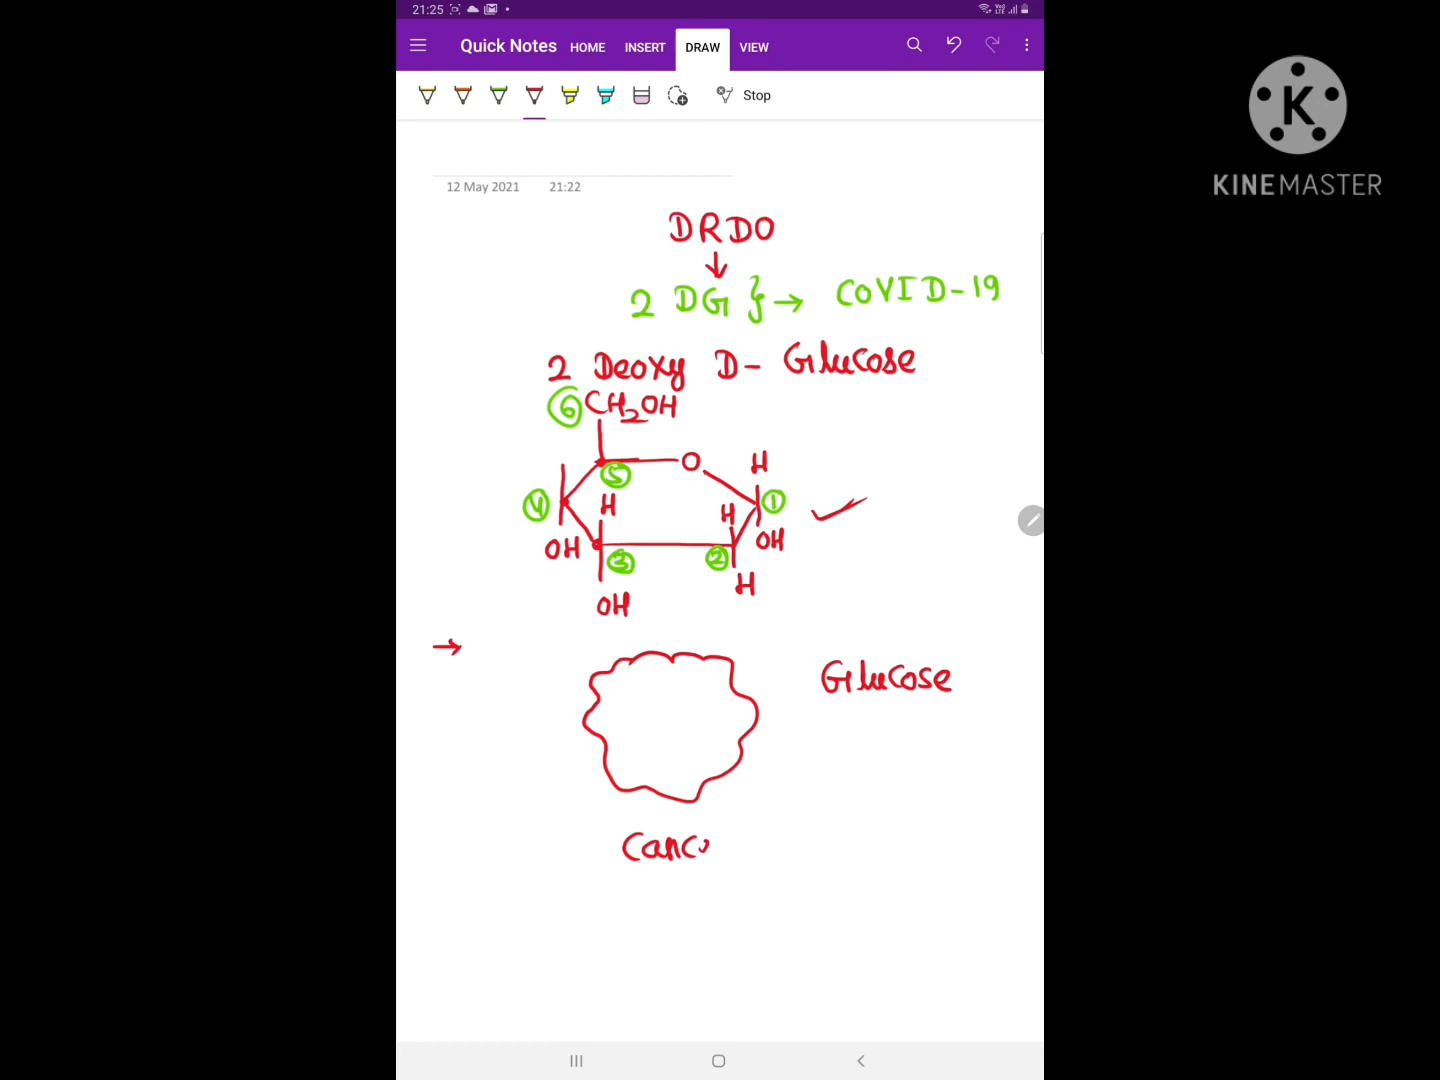 21:25
Quick Notes HOME INSERT DRAW VIEW
Stop
K
KINEMASTER
12 May 2021 21:22
DRDO
2 DG } → COVID-19
2 Deoxy D- Glucose
6 CH2OH
5 O H
4 H H 1
OH 3 2 OH
OH H
→
Glucose
Canc